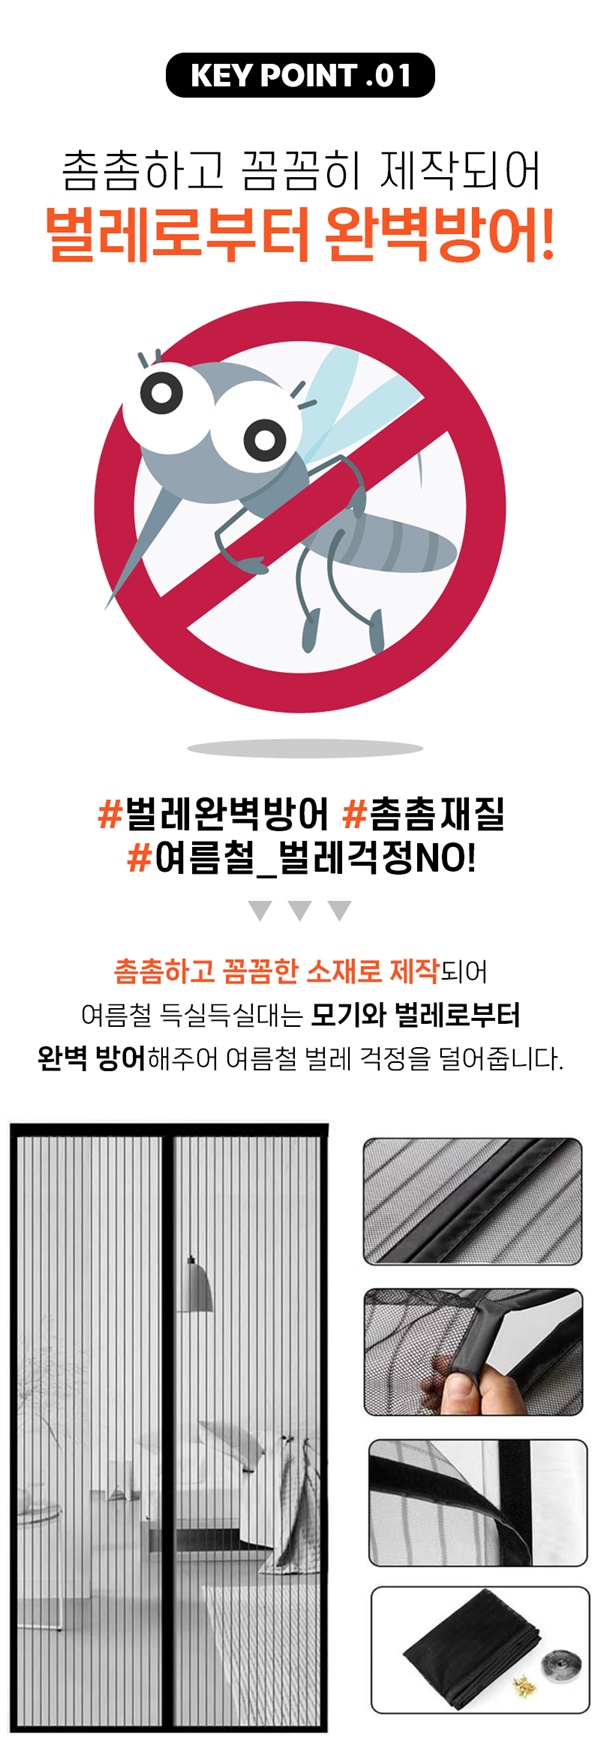 KEY POINT .01
촘촘하고 꼼꼼히 제작되어
벌레로부터 완벽방어!
#벌레완벽방어 #촘촘재질
#여름철_벌레걱정NO!
촘촘하고 꼼꼼한 소재로 제작되어
여름철 득실득실대는 모기와 벌레로부터
완벽 방어해주어 여름철 벌레 걱정을 덜어줍니다.